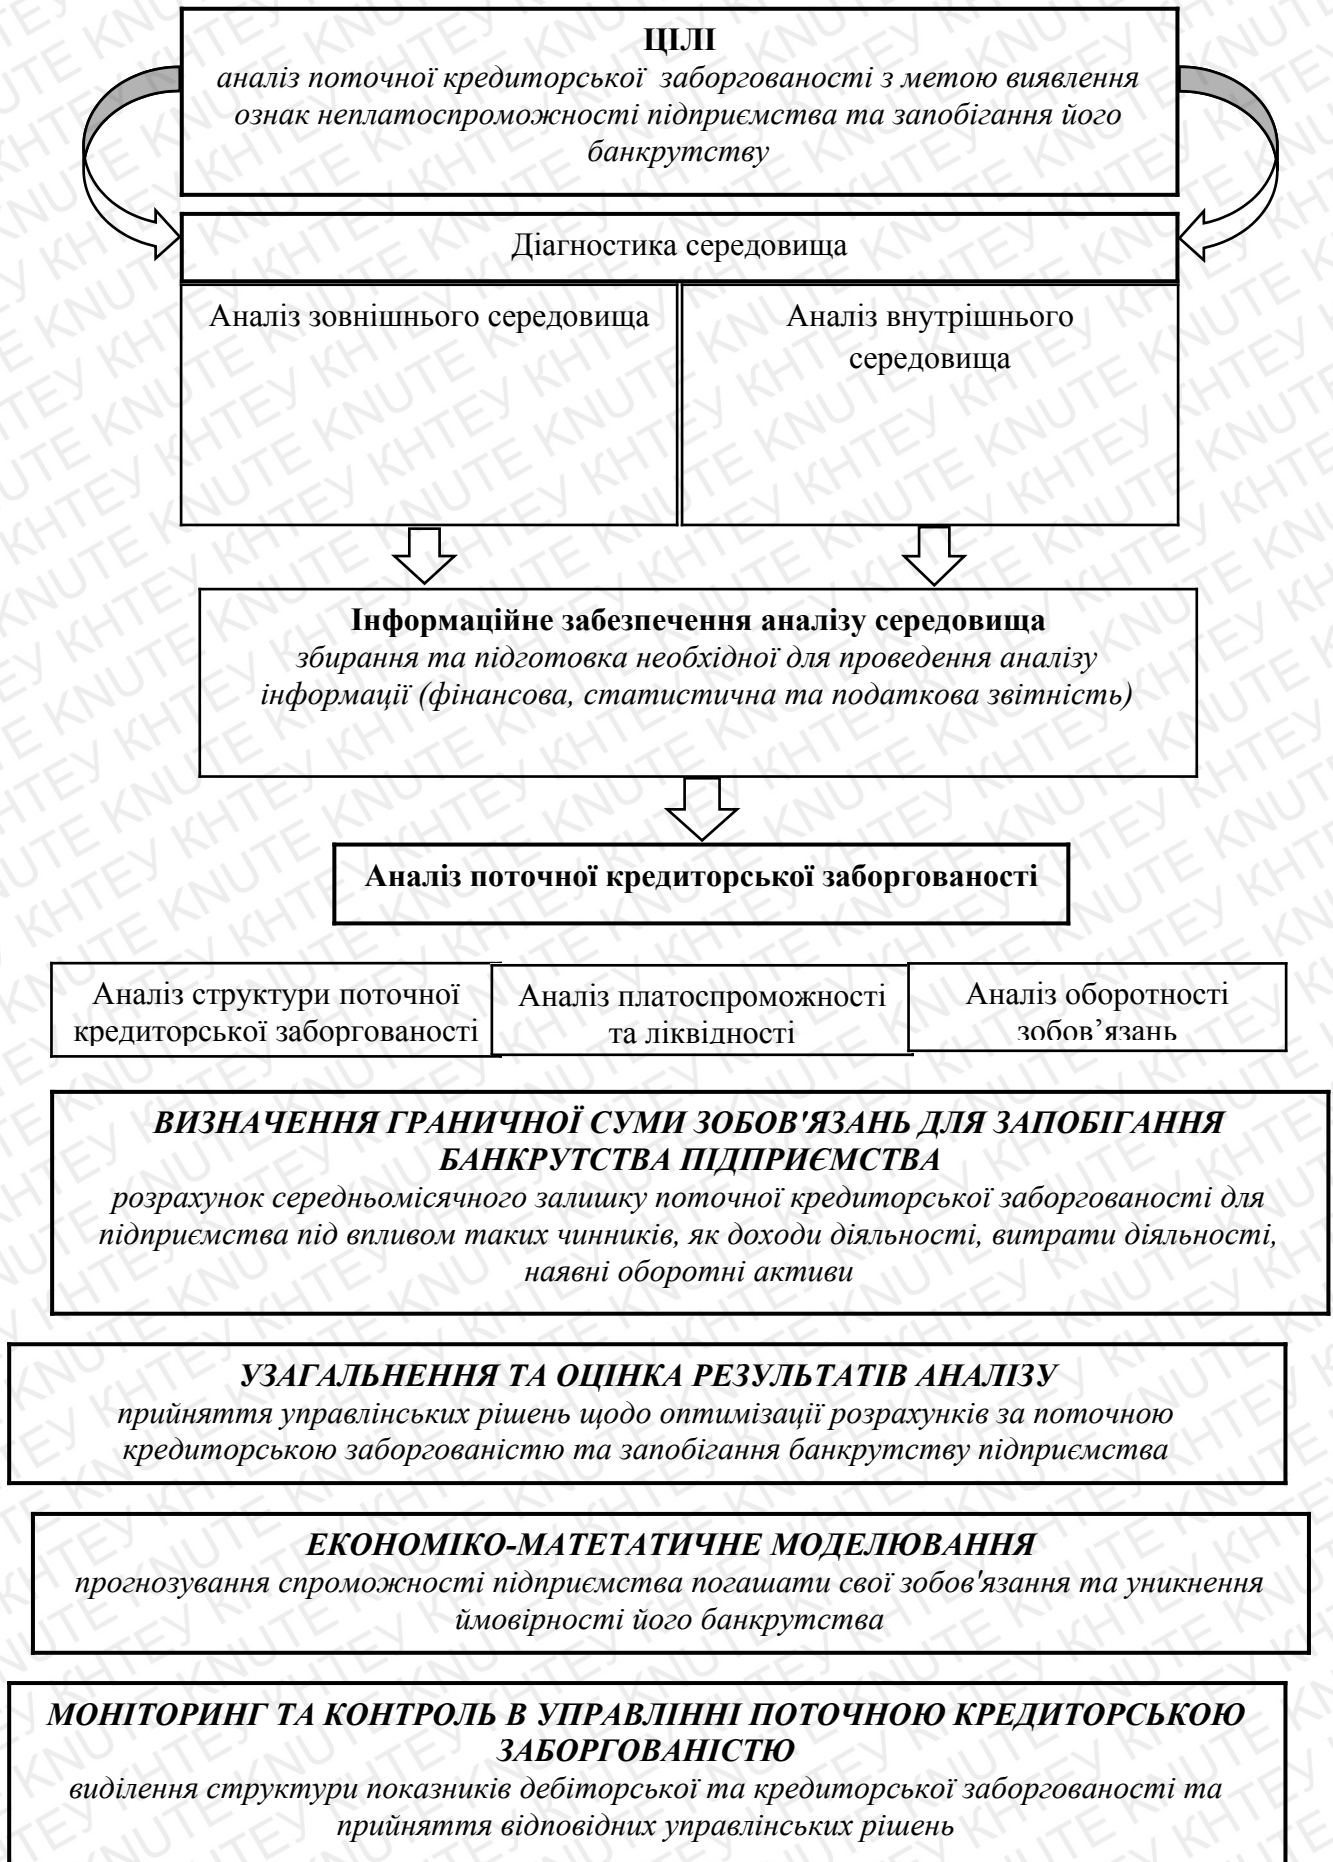 ЦІЛІ
аналіз поточної кредиторської заборгованості з метою виявлення
ознак неплатоспроможності підприємства та запобігання його
банкрутству
Діагностика середовища
Аналіз зовнішнього середовища
Аналіз внутрішнього
середовища
Інформаційне забезпечення аналізу середовища
збирання та підготовка необхідної для проведення аналізу
інформації (фінансова, статистична та податкова звітність)
Аналіз поточної кредиторської заборгованості
Аналіз структури поточної
кредиторської заборгованості
Аналіз платоспроможності
та ліквідності
Аналіз оборотності
зобов’язань
ВИЗНАЧЕННЯ ГРАНИЧНОЇ СУМИ ЗОБОВ'ЯЗАНЬ ДЛЯ ЗАПОБІГАННЯ
БАНКРУТСТВА ПІДПРИЄМСТВА
розрахунок середньомісячного залишку поточної кредиторської заборгованості для
підприємства під впливом таких чинників, як доходи діяльності, витрати діяльності,
наявні оборотні активи
УЗАГАЛЬНЕННЯ ТА ОЦІНКА РЕЗУЛЬТАТІВ АНАЛІЗУ
прийняття управлінських рішень щодо оптимізації розрахунків за поточною
кредиторською заборгованістю та запобігання банкрутству підприємства
ЕКОНОМІКО-МАТЕТАТИЧНЕ МОДЕЛЮВАННЯ
прогнозування спроможності підприємства погашати свої зобов'язання та уникнення
ймовірності його банкрутства
МОНІТОРИНГ ТА КОНТРОЛЬ В УПРАВЛІННІ ПОТОЧНОЮ КРЕДИТОРСЬКОЮ
ЗАБОРГОВАНІСТЮ
виділення структури показників дебіторської та кредиторської заборгованості та
прийняття відповідних управлінських рішень